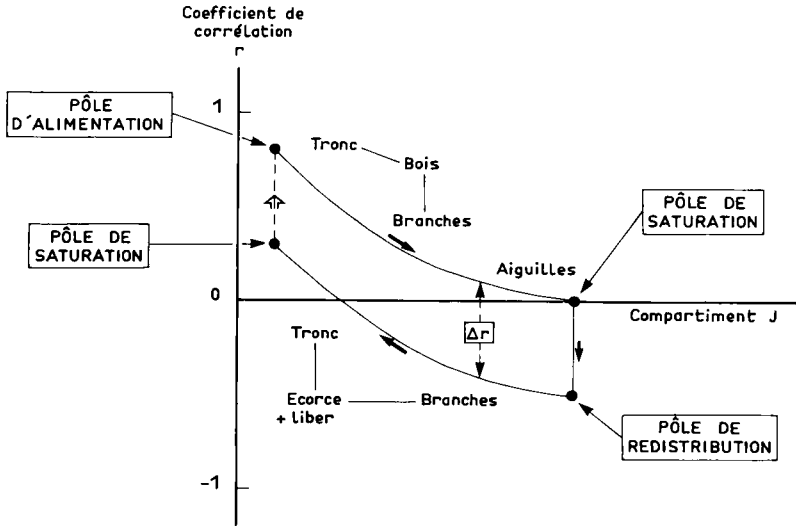 Coefficient de
corrélation
r
1
PÔLE
D'ALIMENTATION
Tronc
Bois
Branches
PÔLE DE
SATURATION
PÔLE DE
SATURATION
Aiguilles
0
Compartiment J
Δr
Tronc
Ecorce
+ liber
Branches
PÔLE DE
REDISTRIBUTION
-1